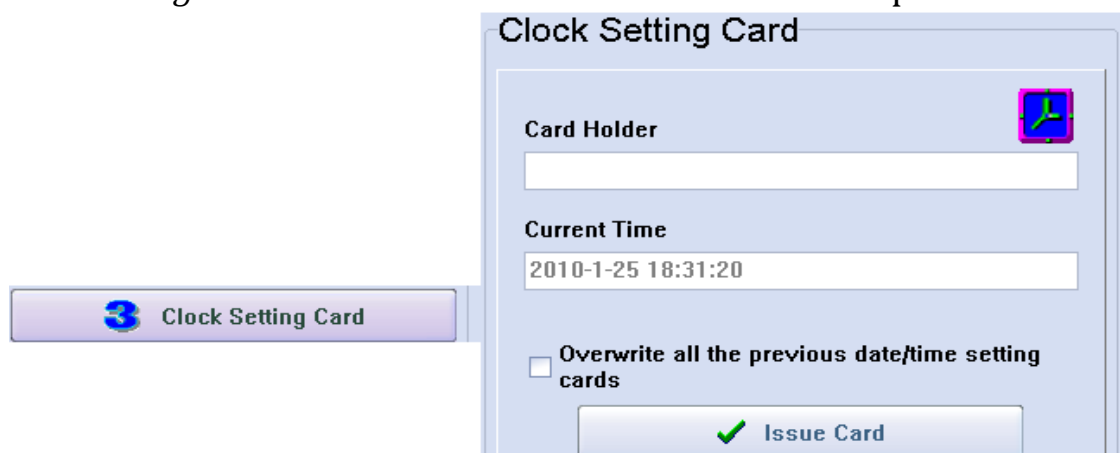 Clock Setting Card
Card Holder
Current Time
2010-1-25 18:31:20
3 Clock Setting Card
Overwrite all the previous date/time setting
cards
Issue Card